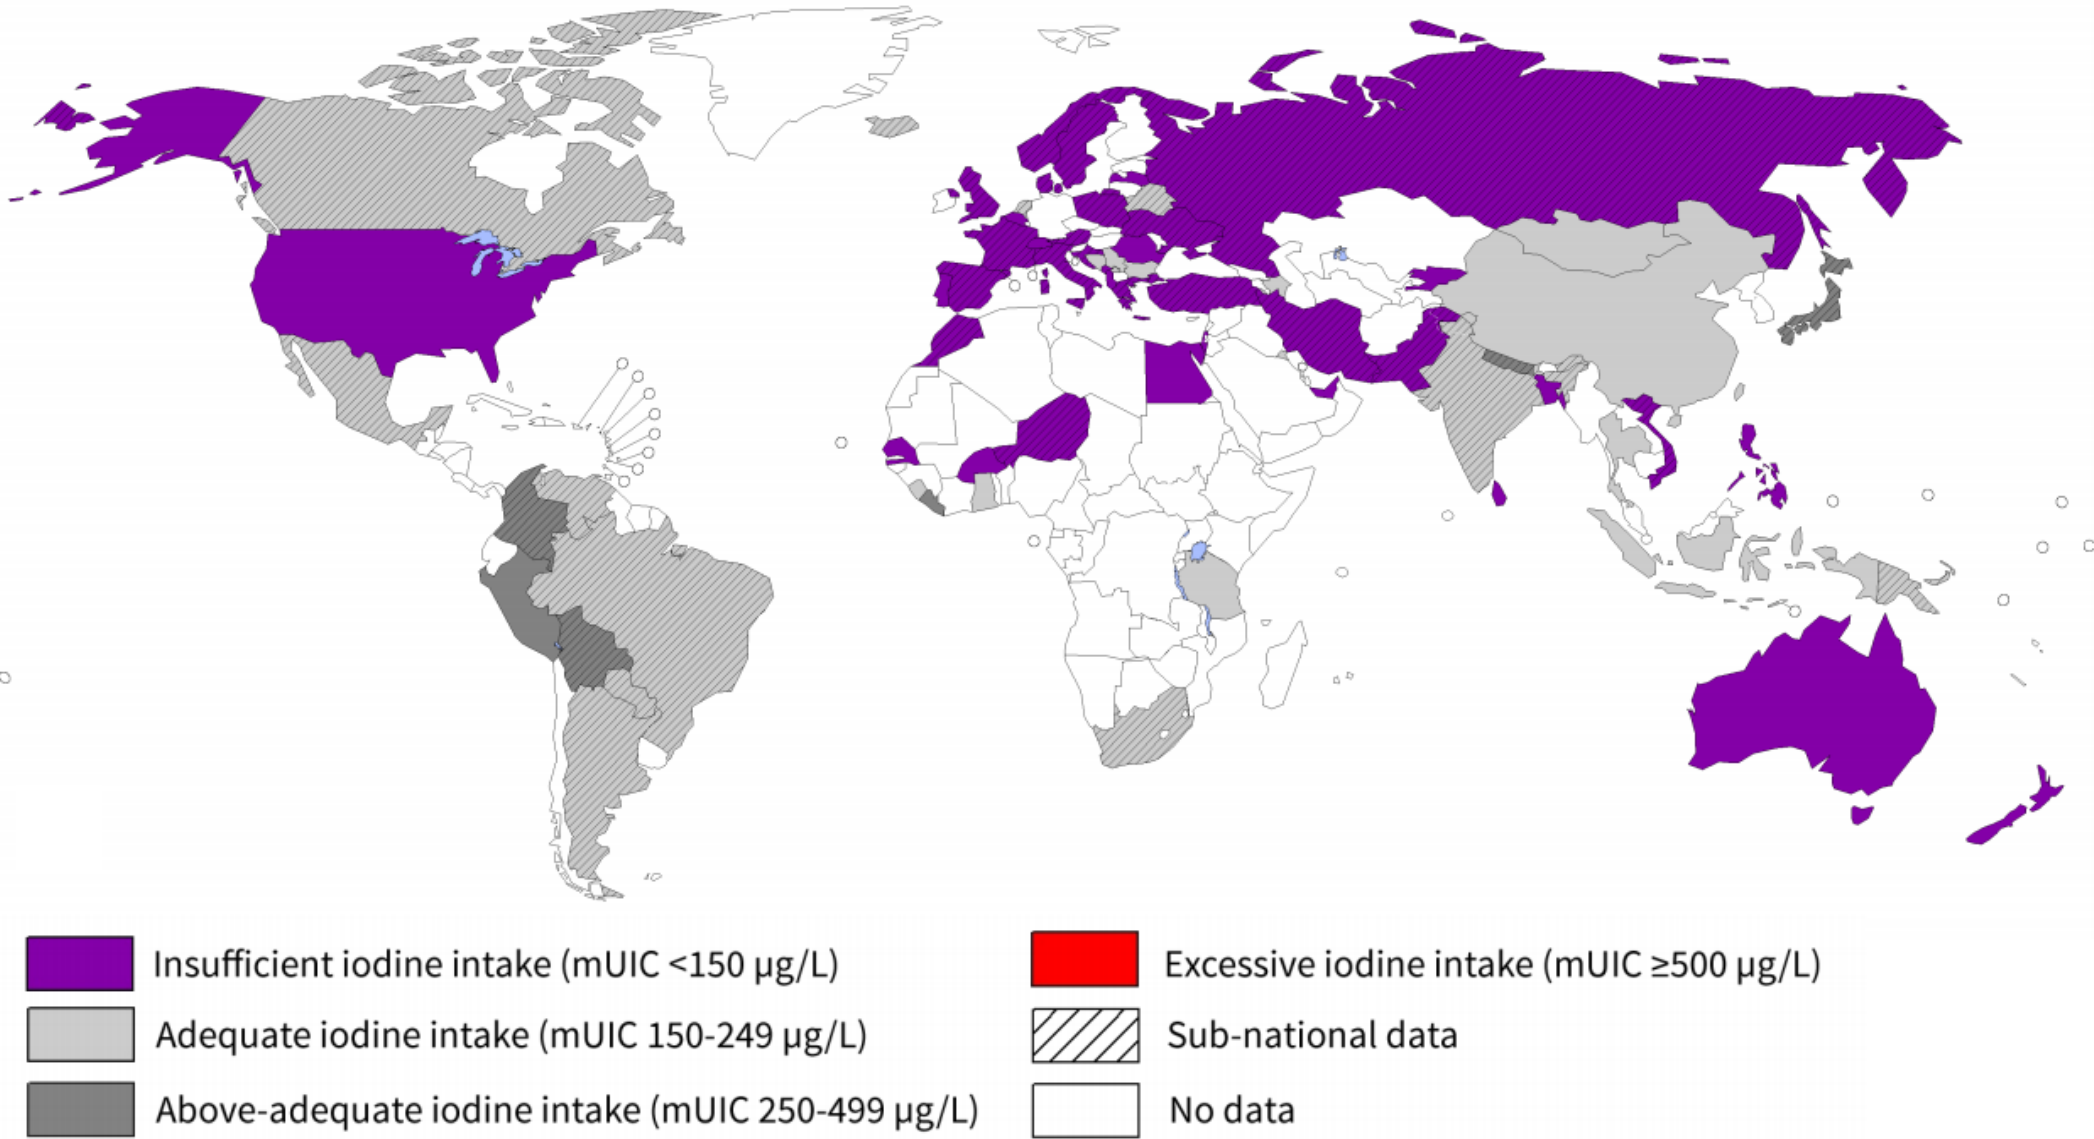 Insufficient iodine intake (mUIC <150 µg/L)
Adequate iodine intake (mUIC 150-249 µg/L)
Above-adequate iodine intake (mUIC 250-499 µg/L)
Excessive iodine intake (mUIC ≥500 µg/L)
Sub-national data
No data